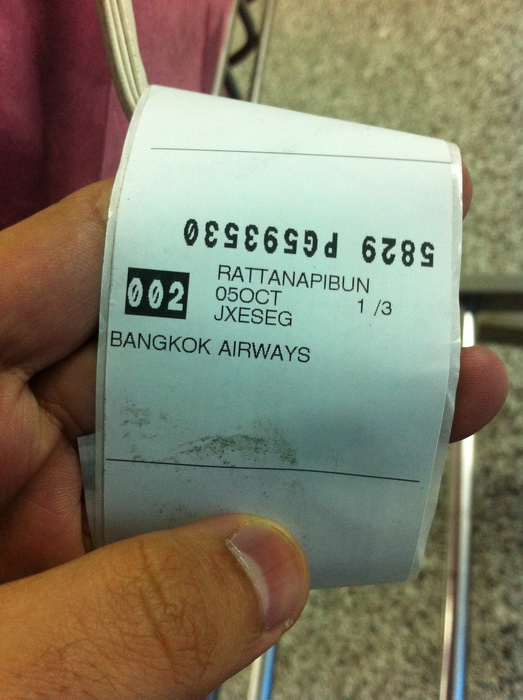 5829 PG593530
002
RATTANAPIBUN
05OCT 1 /3
JXESEG
BANGKOK AIRWAYS